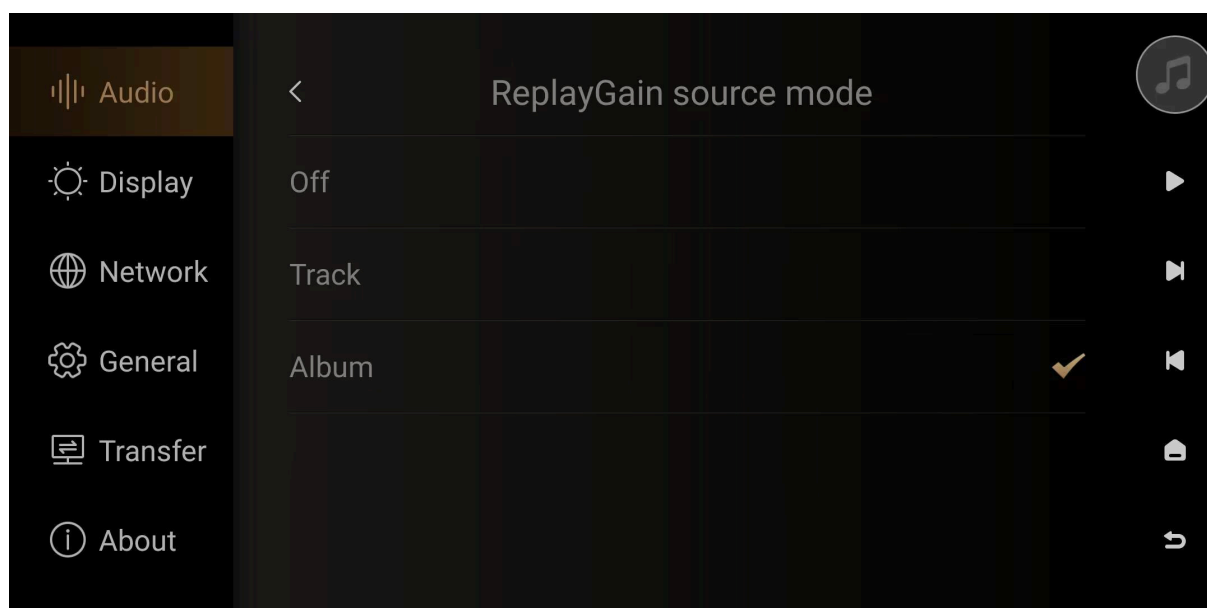 Audio
Display
Network
General
Transfer
About
ReplayGain source mode
Off
Track
Album